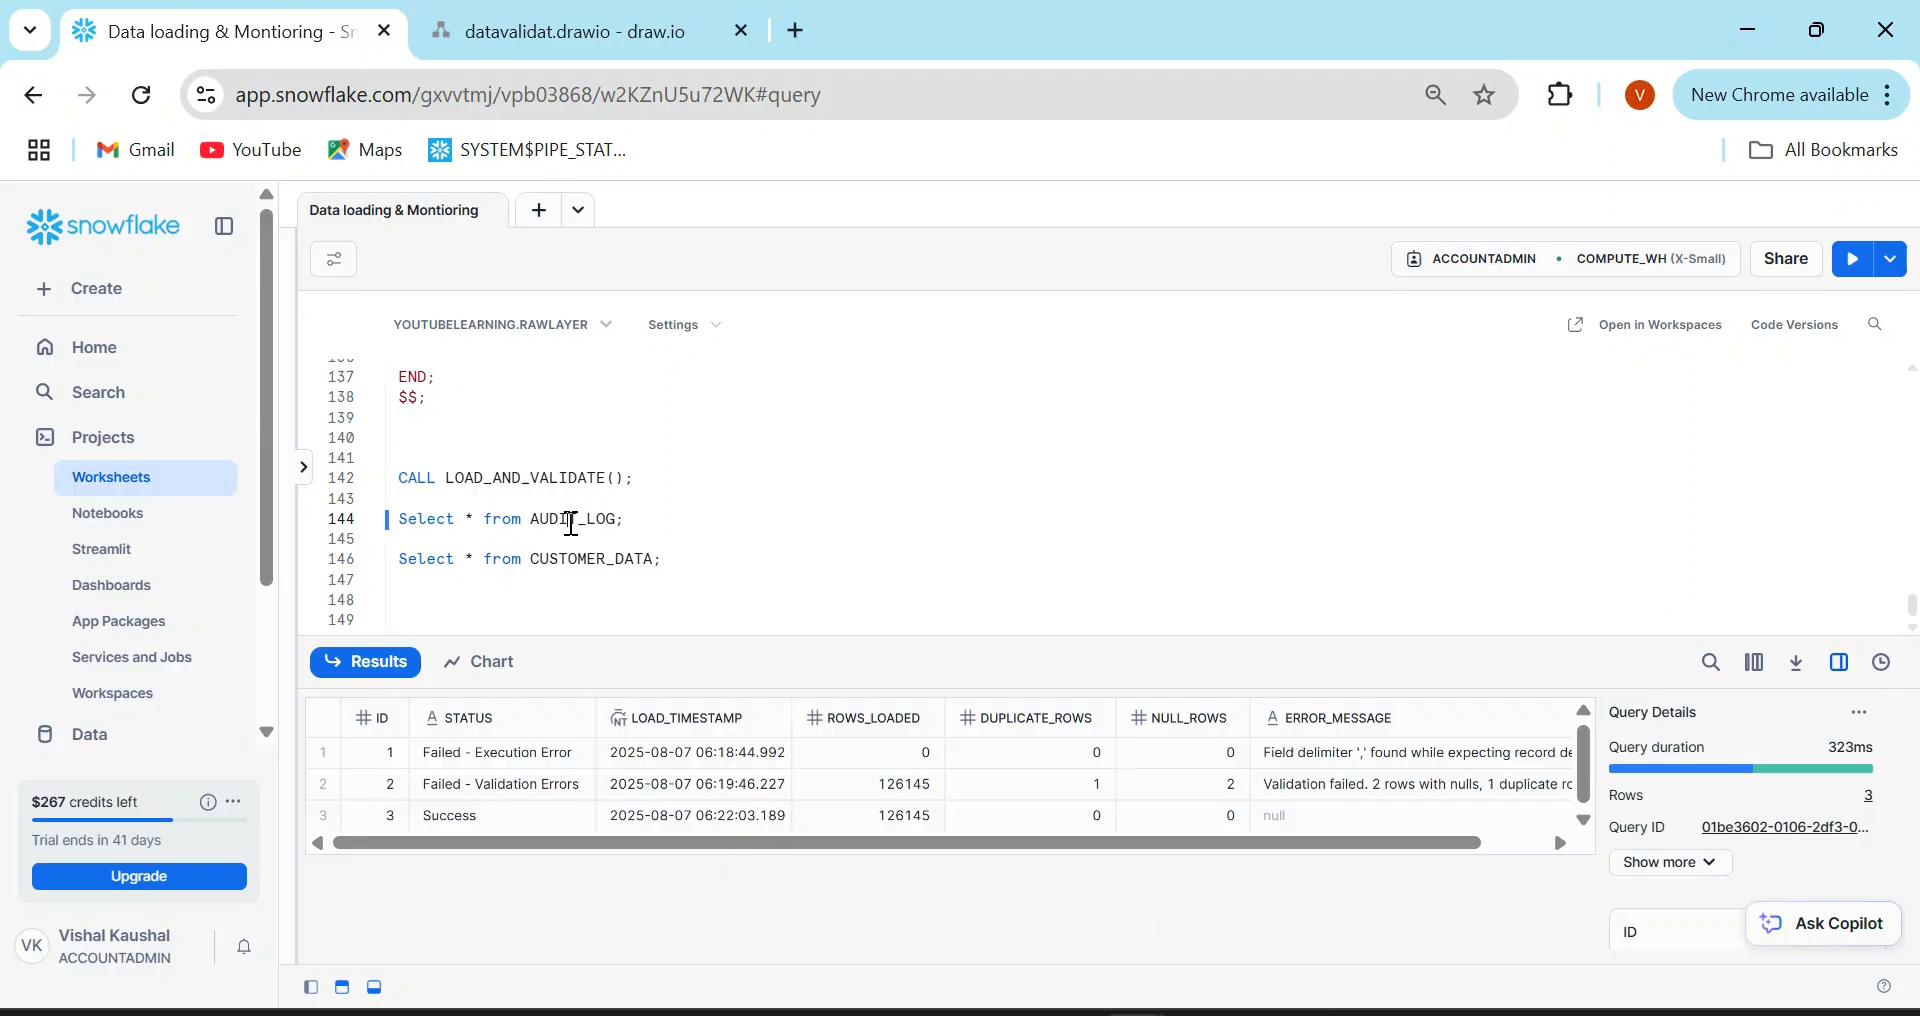 Data loading & Montioring - Sn
datavalidat.drawio - draw.io
app.snowflake.com/gxvvtmj/vpb03868/w2KZnU5u72WK#query
V
New Chrome available
Gmail
YouTube
Maps
SYSTEM$PIPE_STAT...
All Bookmarks
snowflake
Create
Home
Search
Projects
Worksheets
Notebooks
Streamlit
Dashboards
App Packages
Services and Jobs
Workspaces
Data
$267 credits left
Trial ends in 41 days
Upgrade
VK
Vishal Kaushal
ACCOUNTADMIN
Data loading & Montioring
ACCOUNTADMIN • COMPUTE_WH (X-Small)
Share
YOUTUBELEARNING.RAWLAYER
Settings
Open in Workspaces
Code Versions
137 END;
138 $$;
139
140
141
142 CALL LOAD_AND_VALIDATE();
143
144 Select * from AUDIT_LOG;
145
146 Select * from CUSTOMER_DATA;
147
148
149
Results
Chart
ID STATUS LOAD_TIMESTAMP ROWS_LOADED DUPLICATE_ROWS NULL_ROWS ERROR_MESSAGE
1 1 Failed - Execution Error 2025-08-07 06:18:44.992 0 0 0 Field delimiter ',' found while expecting record de
2 2 Failed - Validation Errors 2025-08-07 06:19:46.227 126145 1 2 Validation failed. 2 rows with nulls, 1 duplicate ro
3 3 Success 2025-08-07 06:22:03.189 126145 0 0 null
Query Details
Query duration 323ms
Rows 3
Query ID 01be3602-0106-2df3-0...
Show more
ID
Ask Copilot